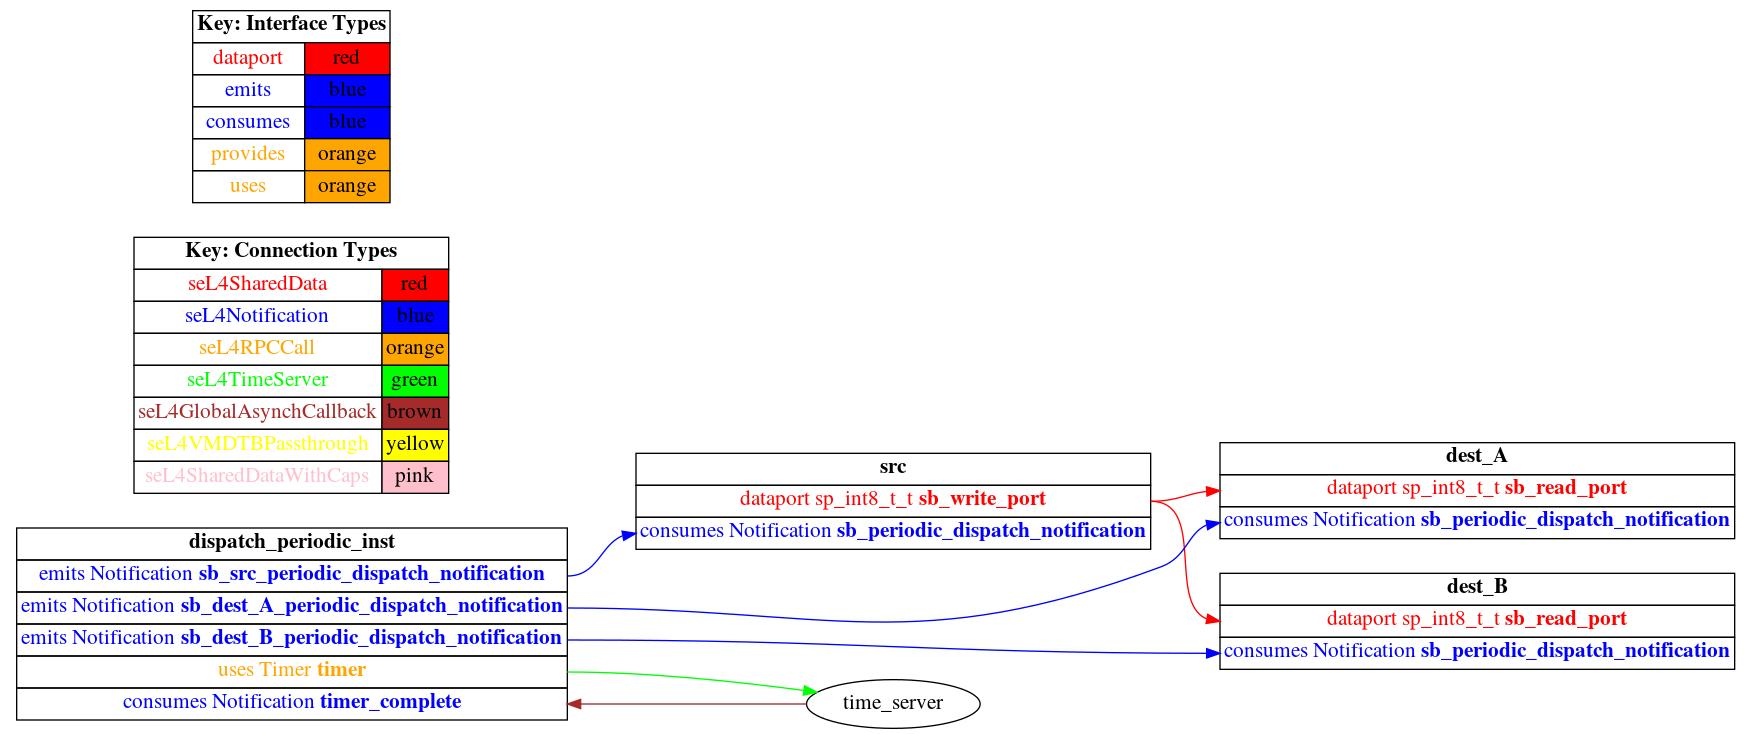 Key: Interface Types
dataport red
emits blue
consumes blue
provides orange
uses orange
Key: Connection Types
seL4SharedData red
seL4Notification blue
seL4RPCCall orange
seL4TimeServer green
seL4GlobalAsynchCallback brown
seL4VMDTBPassthrough yellow
seL4SharedDataWithCaps pink
dispatch_periodic_inst
emits Notification sb_src_periodic_dispatch_notification
emits Notification sb_dest_A_periodic_dispatch_notification
emits Notification sb_dest_B_periodic_dispatch_notification
uses Timer timer
consumes Notification timer_complete
src
dataport sp_int8_t_t sb_write_port
consumes Notification sb_periodic_dispatch_notification
time_server
dest_A
dataport sp_int8_t_t sb_read_port
consumes Notification sb_periodic_dispatch_notification
dest_B
dataport sp_int8_t_t sb_read_port
consumes Notification sb_periodic_dispatch_notification